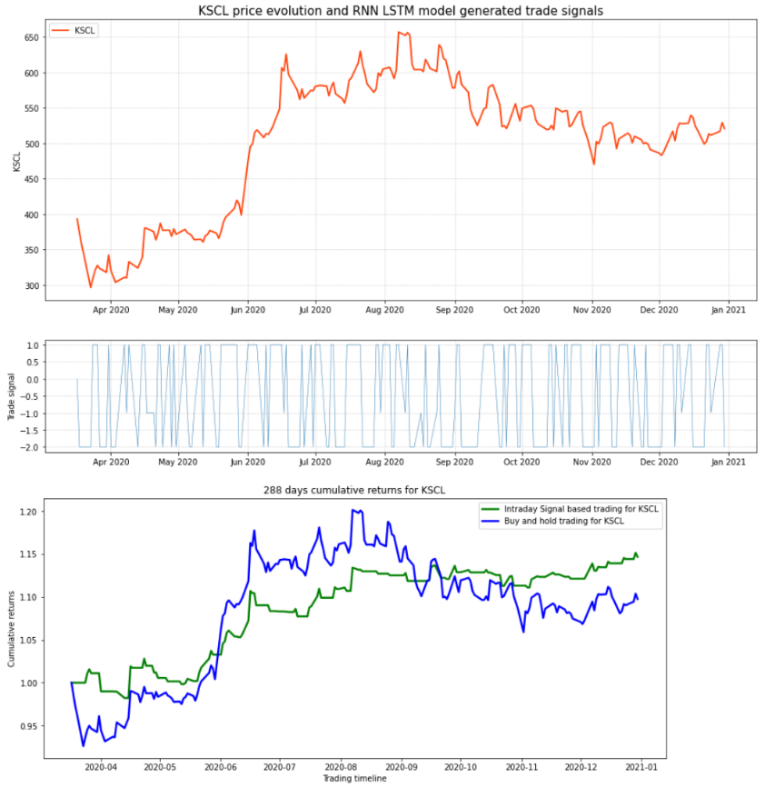 KSCL price evolution and RNN LSTM model generated trade signals
KSCL
650
600
550
500
450
400
350
300
KSCL
Apr 2020 May 2020 Jun 2020 Jul 2020 Aug 2020 Sep 2020 Oct 2020 Nov 2020 Dec 2020 Jan 2021
1.0
0.5
0.0
−0.5
−1.0
−1.5
−2.0
Trade signal
Apr 2020 May 2020 Jun 2020 Jul 2020 Aug 2020 Sep 2020 Oct 2020 Nov 2020 Dec 2020 Jan 2021
288 days cumulative returns for KSCL
Intraday Signal based trading for KSCL
Buy and hold trading for KSCL
1.20
1.15
1.10
1.05
1.00
0.95
Cumulative returns
2020-04 2020-05 2020-06 2020-07 2020-08 2020-09 2020-10 2020-11 2020-12 2021-01
Trading timeline